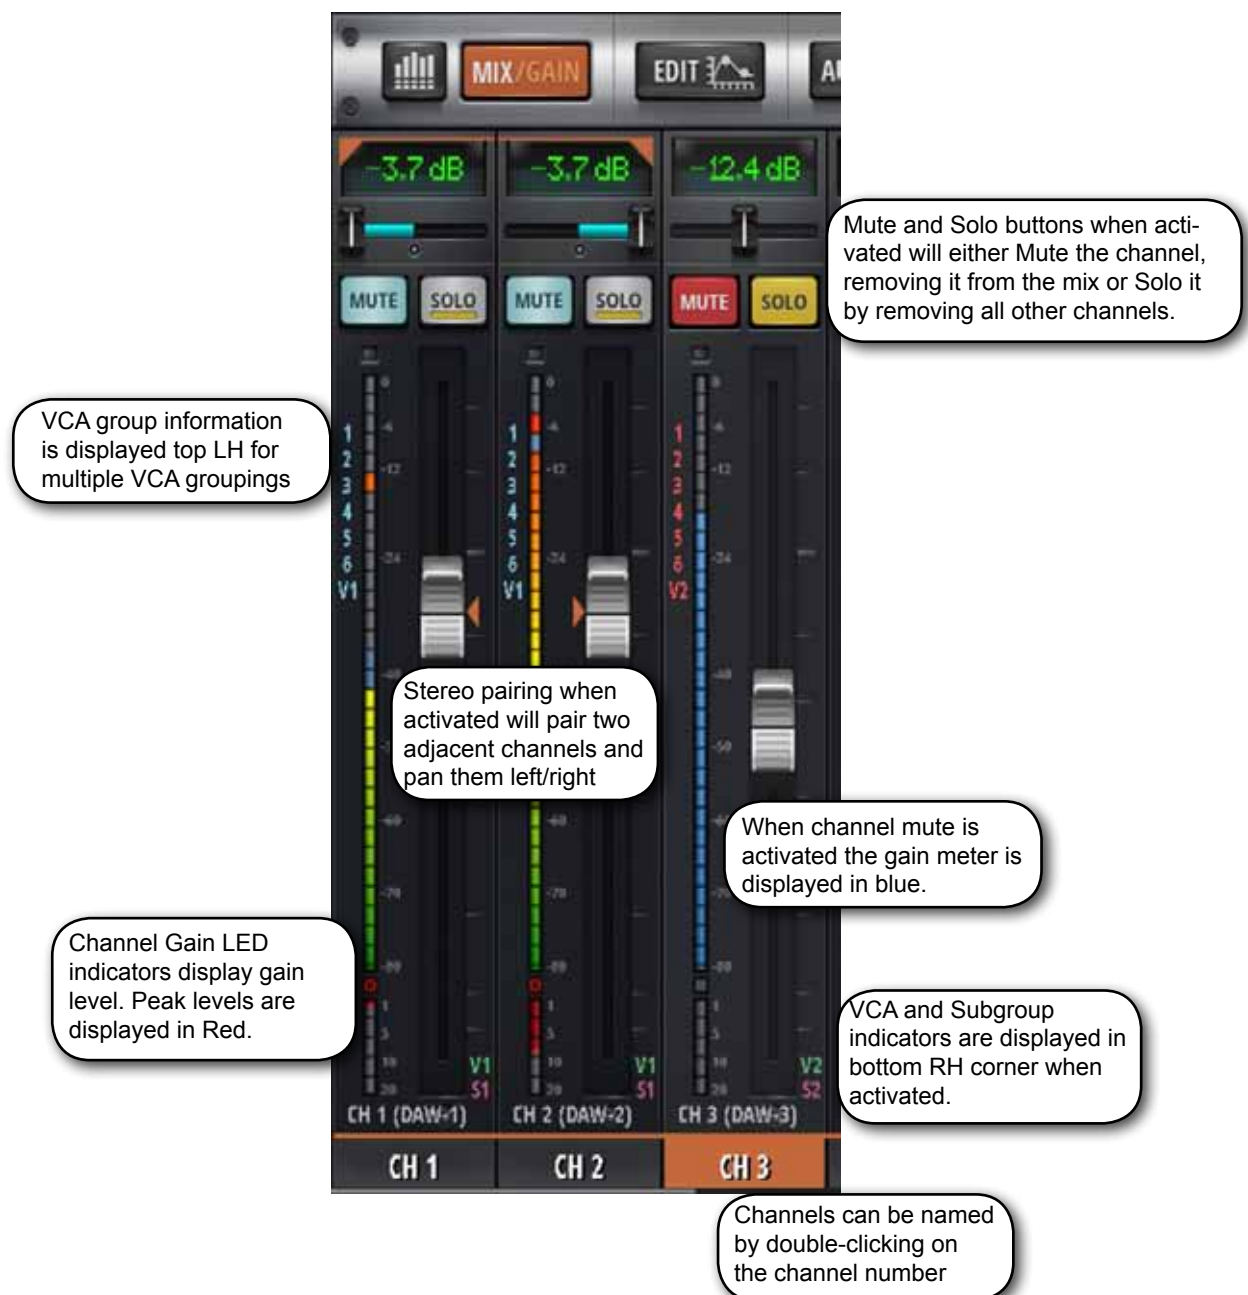 MIX/GAIN
EDIT
-3.7 dB
-3.7 dB
-12.4 dB
MUTE
SOLO
MUTE
SOLO
MUTE
SOLO
Mute and Solo buttons when acti-
vated will either Mute the channel,
removing it from the mix or Solo it
by removing all other channels.
VCA group information
is displayed top LH for
multiple VCA groupings
1
2
3
4
5
6
V1
1
2
3
4
5
6
V1
1
2
3
4
5
6
V2
Stereo pairing when
activated will pair two
adjacent channels and
pan them left/right
When channel mute is
activated the gain meter is
displayed in blue.
Channel Gain LED
indicators display gain
level. Peak levels are
displayed in Red.
VCA and Subgroup
indicators are displayed in
bottom RH corner when
activated.
V1
S1
V1
S1
V2
S2
CH 1 (DAW-1)
CH 2 (DAW-2)
CH 3 (DAW-3)
CH 1
CH 2
CH 3
Channels can be named
by double-clicking on
the channel number